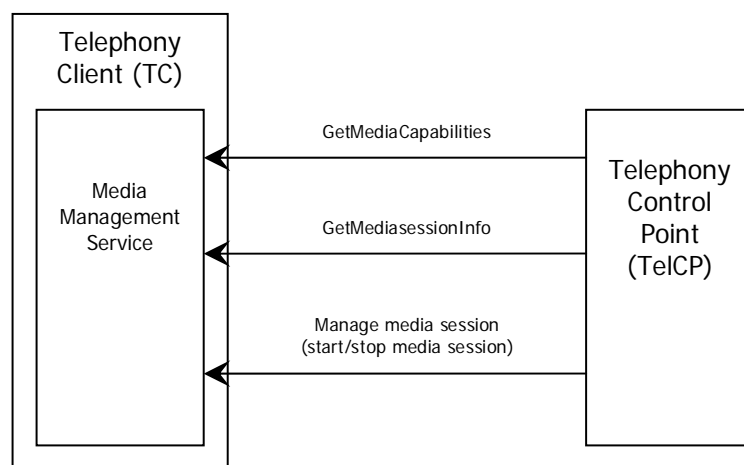 Telephony
Client (TC)
Media
Management
Service
GetMediaCapabilities
GetMediasessionInfo
Manage media session
(start/stop media session)
Telephony
Control
Point
(TelCP)